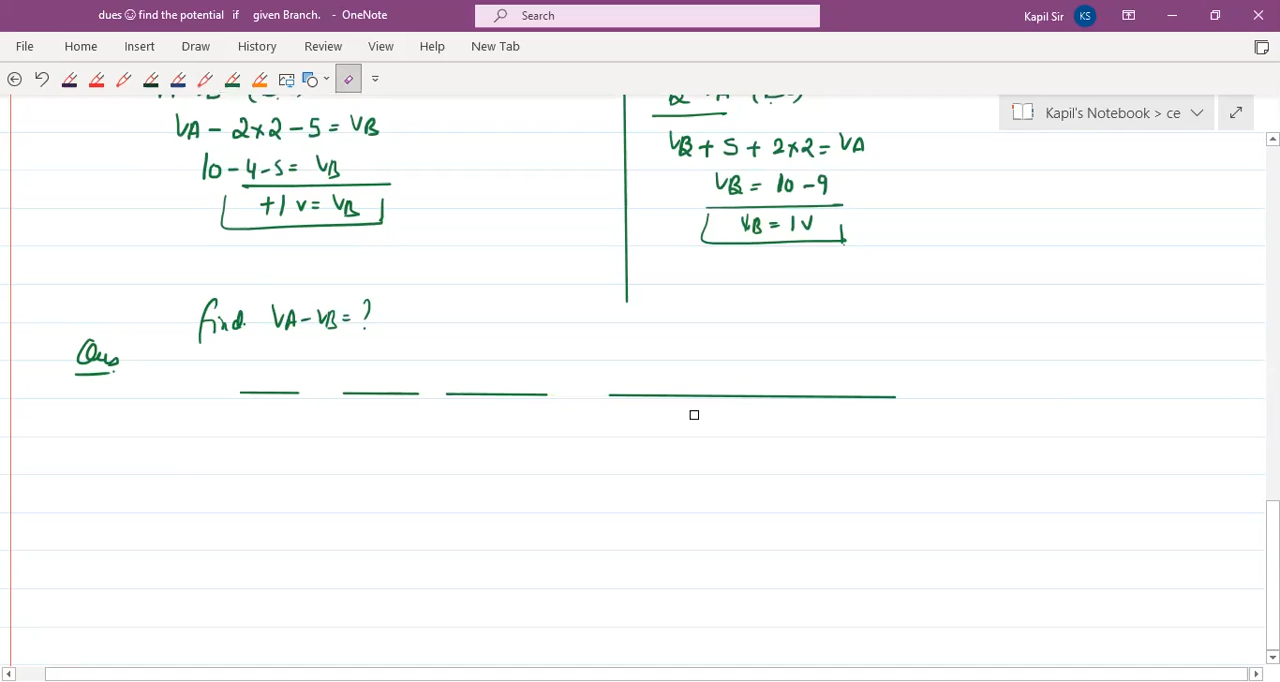 dues ☺ find the potential if given Branch. - OneNote
Search
Kapil Sir KS
File Home Insert Draw History Review View Help New Tab
Kapil's Notebook > ce
VA - 2×2 - 5 = VB
10 - 4 - 5 = VB
+1 v = VB
VB + 5 + 2×2 = VA
VB = 10 - 9
VB = 1V
find VA - VB = ?
Ques